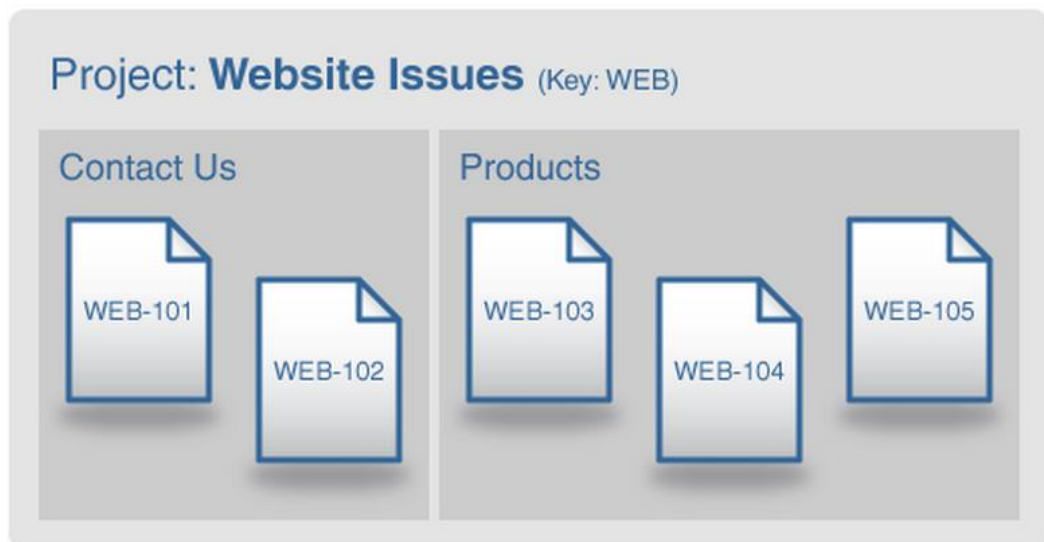 Project: Website Issues (Key: WEB)
Contact Us
WEB-101
WEB-102
Products
WEB-103
WEB-104
WEB-105